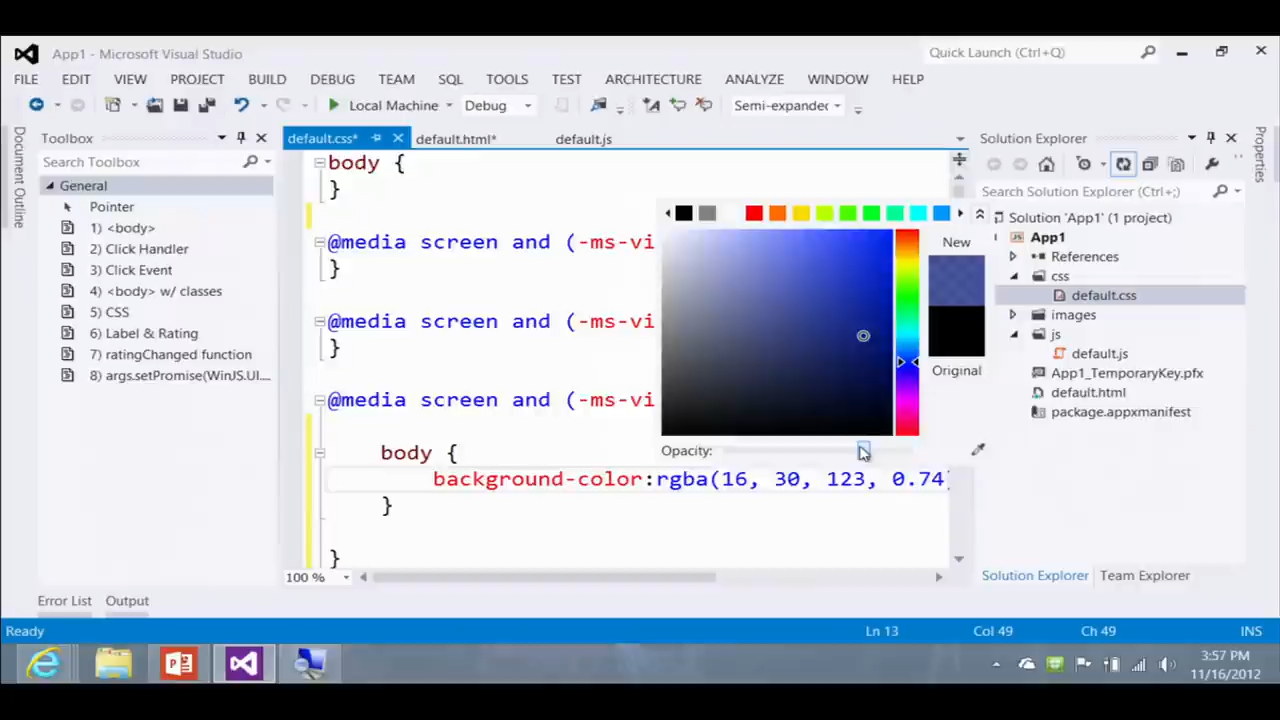 App1 - Microsoft Visual Studio
Quick Launch (Ctrl+Q)
FILE EDIT VIEW PROJECT BUILD DEBUG TEAM SQL TOOLS TEST ARCHITECTURE ANALYZE WINDOW HELP
Local Machine Debug Semi-expanded
Document Outline
Toolbox
Search Toolbox
General
Pointer
1) <body>
2) Click Handler
3) Click Event
4) <body> w/ classes
5) CSS
6) Label & Rating
7) ratingChanged function
8) args.setPromise(WinJS.UI....
default.css* default.html* default.js
body {
}
@media screen and (-ms-vi
}
@media screen and (-ms-vi
}
@media screen and (-ms-vi
body {
background-color:rgba(16, 30, 123, 0.74)
}
}
New
Original
Opacity:
100 %
Solution Explorer
Search Solution Explorer (Ctrl+;)
Solution 'App1' (1 project)
App1
References
css
default.css
images
js
default.js
App1_TemporaryKey.pfx
default.html
package.appxmanifest
Solution Explorer Team Explorer
Properties
Error List Output
Ready Ln 13 Col 49 Ch 49 INS
3:57 PM
11/16/2012